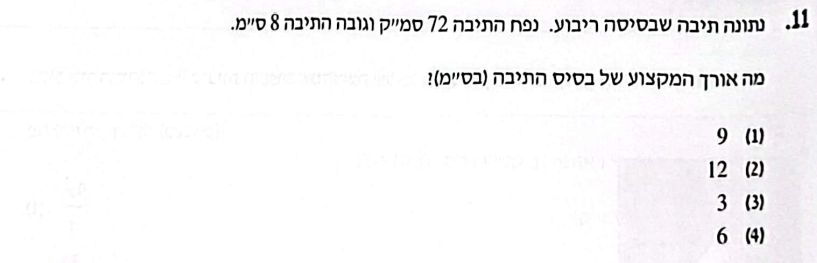 11. נתונה תיבה שבסיסה ריבוע. נפח התיבה 72 סמ"ק וגובה התיבה 8 ס"מ.
מה אורך המקצוע של בסיס התיבה (בס"מ)?
(1) 9
(2) 12
(3) 3
(4) 6